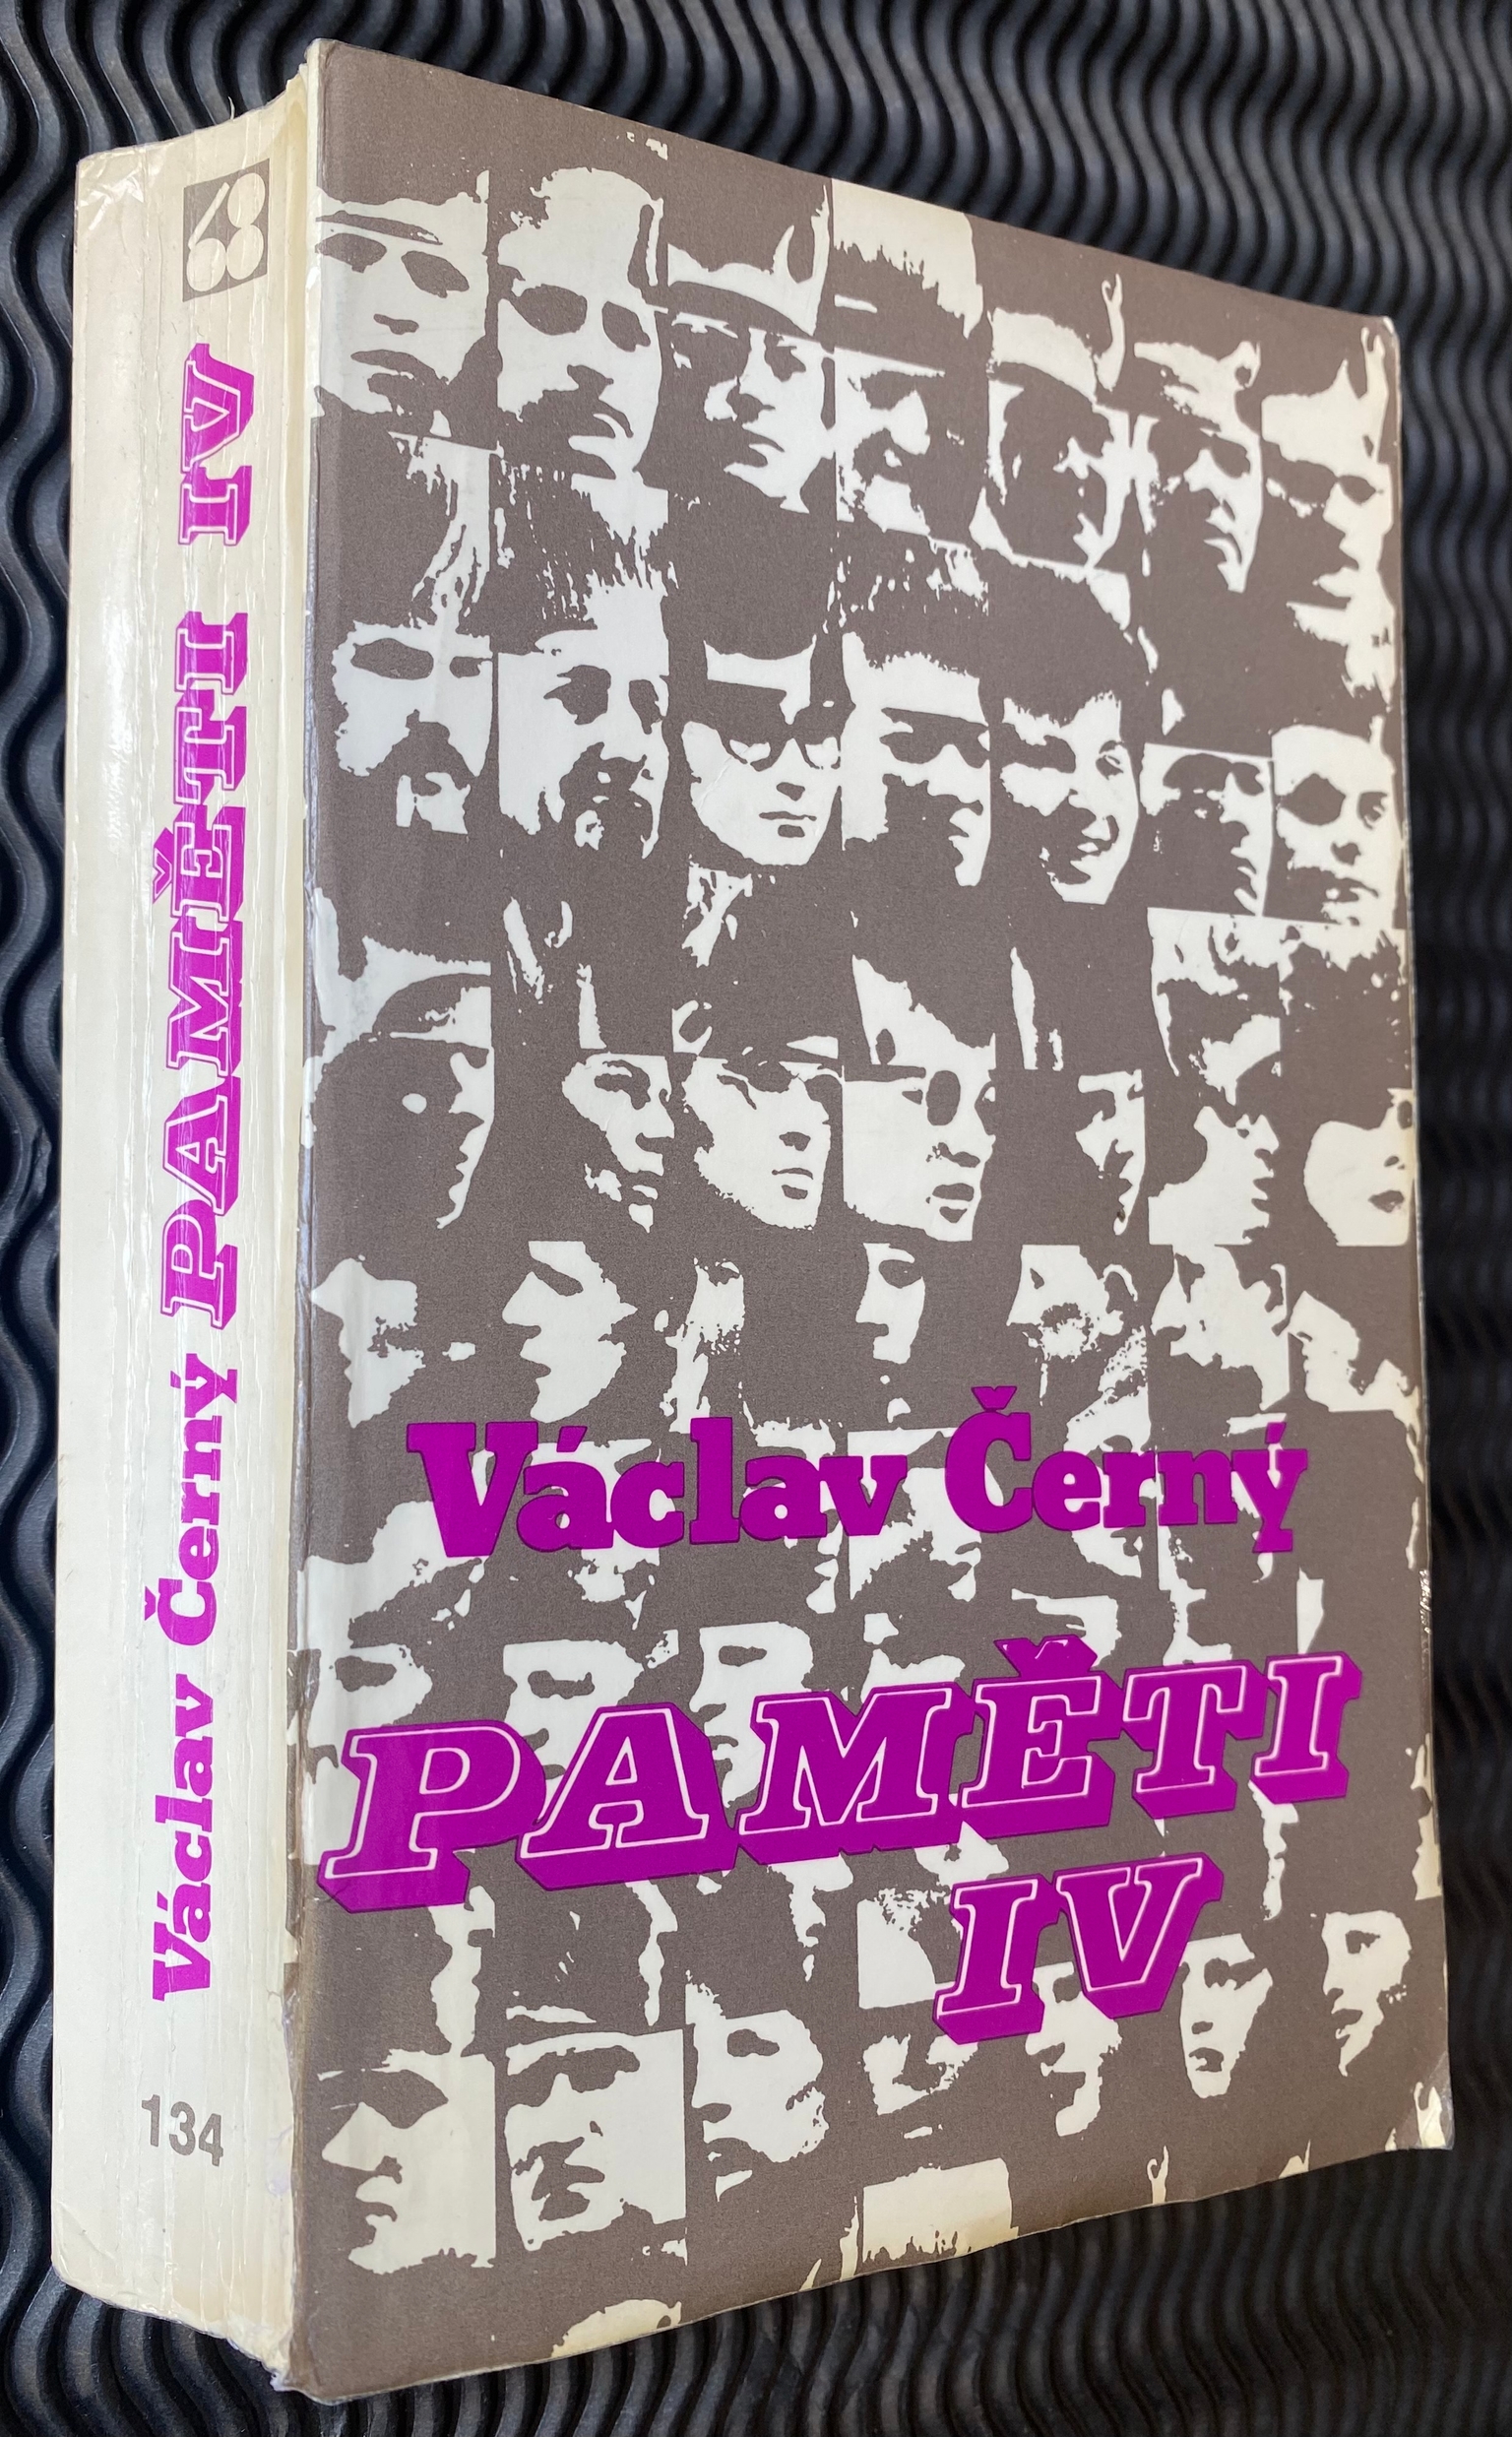 Václav Černý PAMĚTI IV
68
134
Václav Černý
PAMĚTI
IV